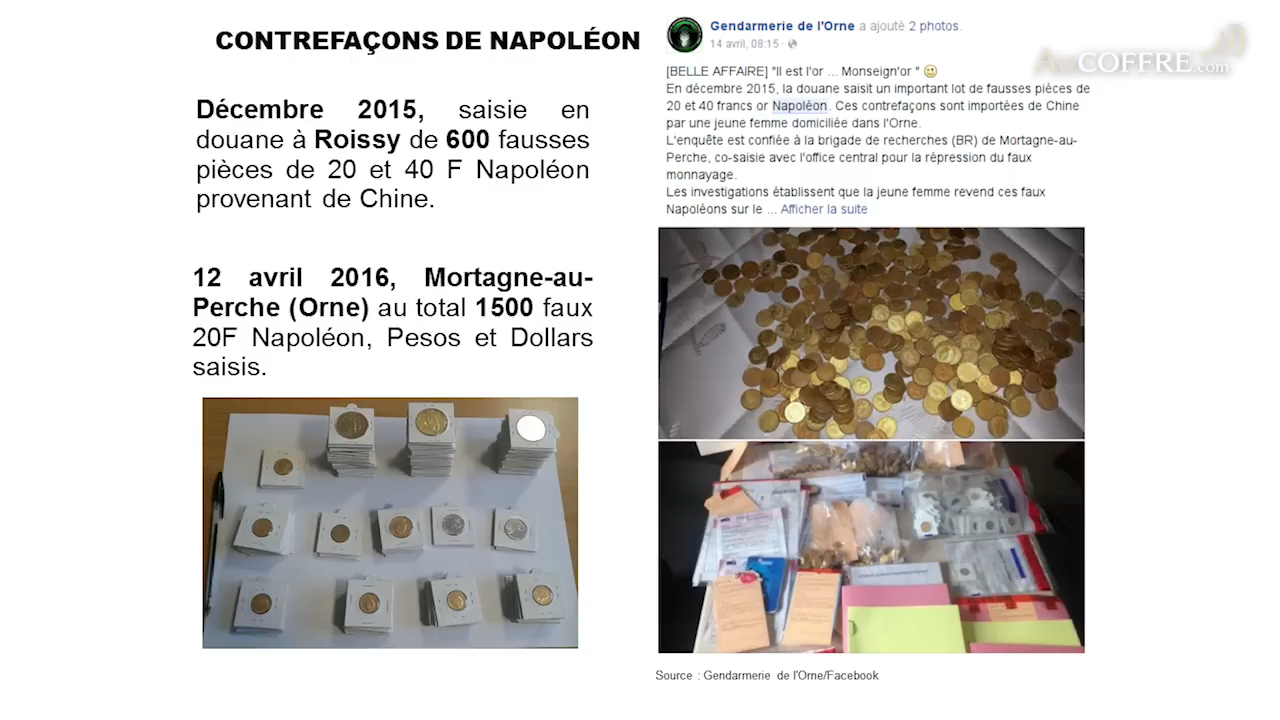 CONTREFAÇONS DE NAPOLÉON
Décembre 2015, saisie en
douane à Roissy de 600 fausses
pièces de 20 et 40 F Napoléon
provenant de Chine.
12 avril 2016, Mortagne-au-
Perche (Orne) au total 1500 faux
20F Napoléon, Pesos et Dollars
saisis.
Gendarmerie de l'Orne a ajouté 2 photos.
14 avril, 08:15 ·
AuCOFFRE.com
[BELLE AFFAIRE] "Il est l'or ... Monseign'or "
En décembre 2015, la douane saisit un important lot de fausses pièces de
20 et 40 francs or Napoléon. Ces contrefaçons sont importées de Chine
par une jeune femme domiciliée dans l'Orne.
L'enquête est confiée à la brigade de recherches (BR) de Mortagne-au-
Perche, co-saisie avec l'office central pour la répression du faux
monnayage.
Les investigations établissent que la jeune femme revend ces faux
Napoléons sur le ... Afficher la suite
Source : Gendarmerie de l'Orne/Facebook